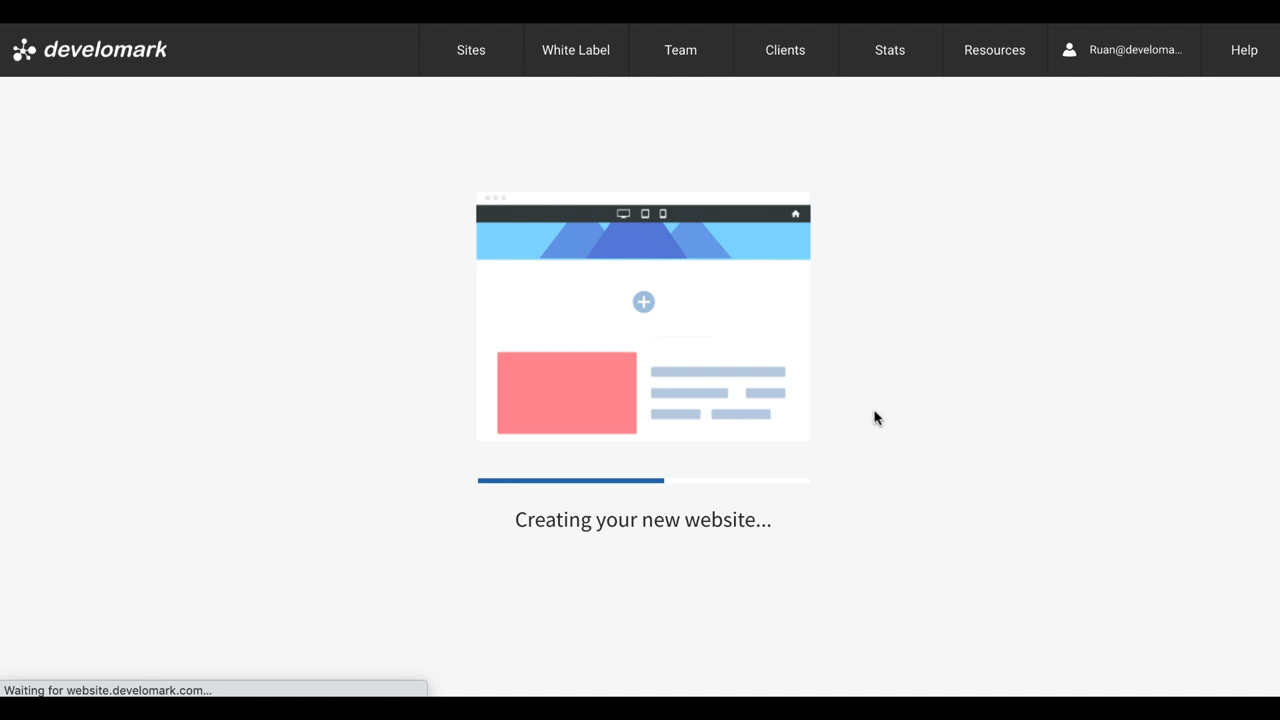 develomark
Sites
White Label
Team
Clients
Stats
Resources
Ruan@develoma...
Help
Creating your new website...
Waiting for website.develomark.com...